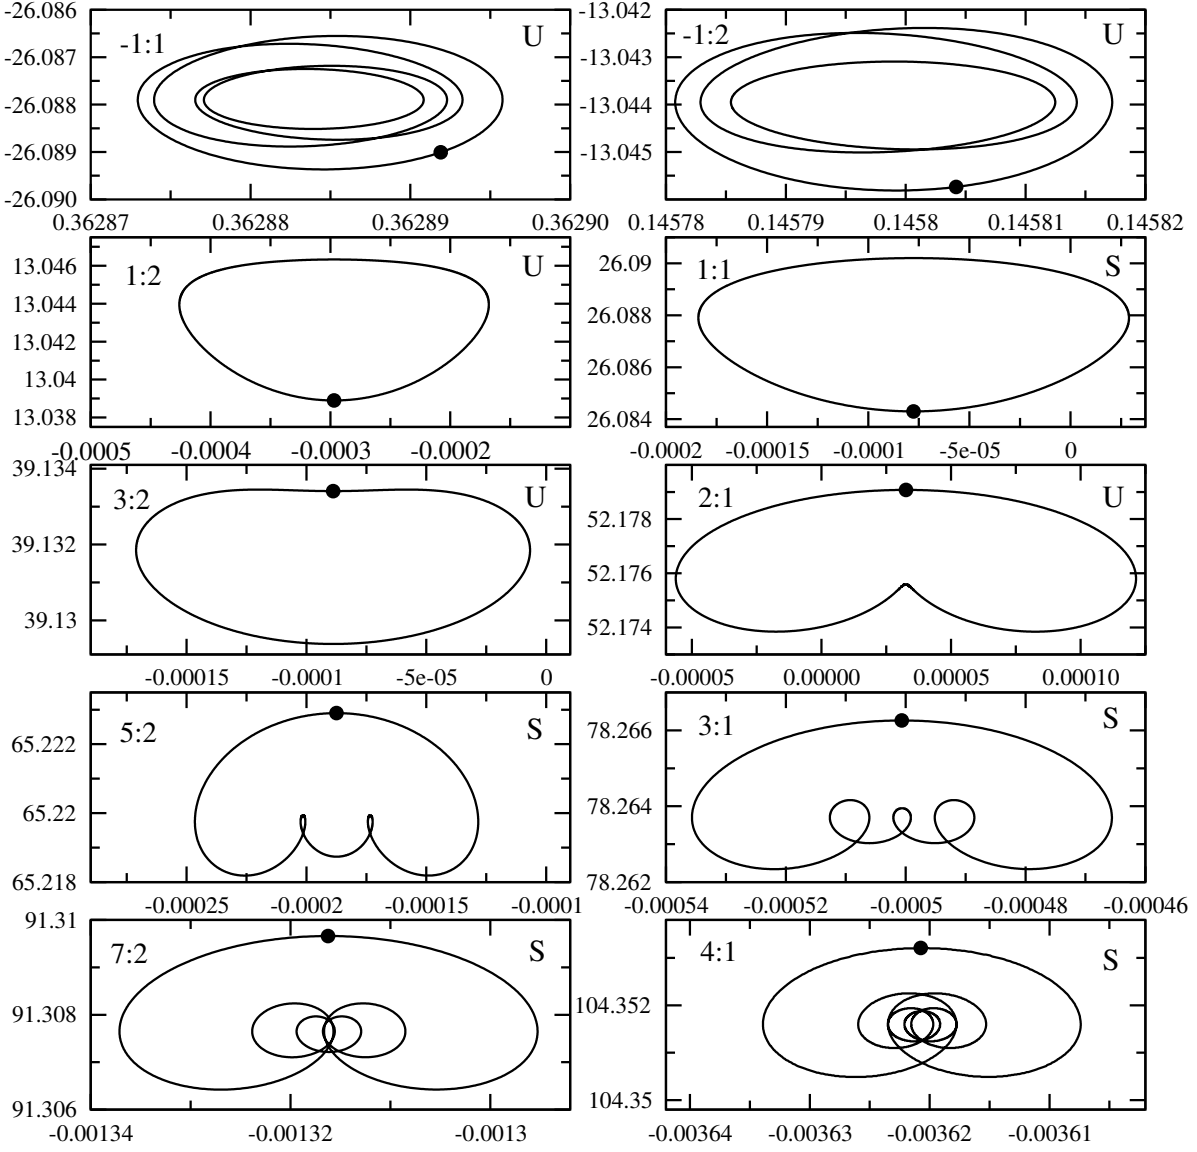 -26.086
-26.087
-26.088
-26.089
-26.090
-1:1
U
0.36287 0.36288 0.36289 0.36290
-13.042
-13.043
-13.044
-13.045
-1:2
U
0.14578 0.14579 0.1458 0.14581 0.14582
13.046
13.044
13.042
13.04
13.038
1:2
U
-0.0005 -0.0004 -0.0003 -0.0002
26.09
26.088
26.086
26.084
1:1
S
-0.0002 -0.00015 -0.0001 -5e-05 0
39.134
39.132
39.13
3:2
U
-0.00015 -0.0001 -5e-05 0
52.178
52.176
52.174
2:1
U
-0.00005 0.00000 0.00005 0.00010
65.222
65.22
65.218
5:2
S
-0.00025 -0.0002 -0.00015 -0.0001
78.266
78.264
78.262
3:1
S
-0.00054 -0.00052 -0.0005 -0.00048 -0.00046
91.31
91.308
91.306
7:2
S
-0.00134 -0.00132 -0.0013
104.352
104.35
4:1
S
-0.00364 -0.00363 -0.00362 -0.00361